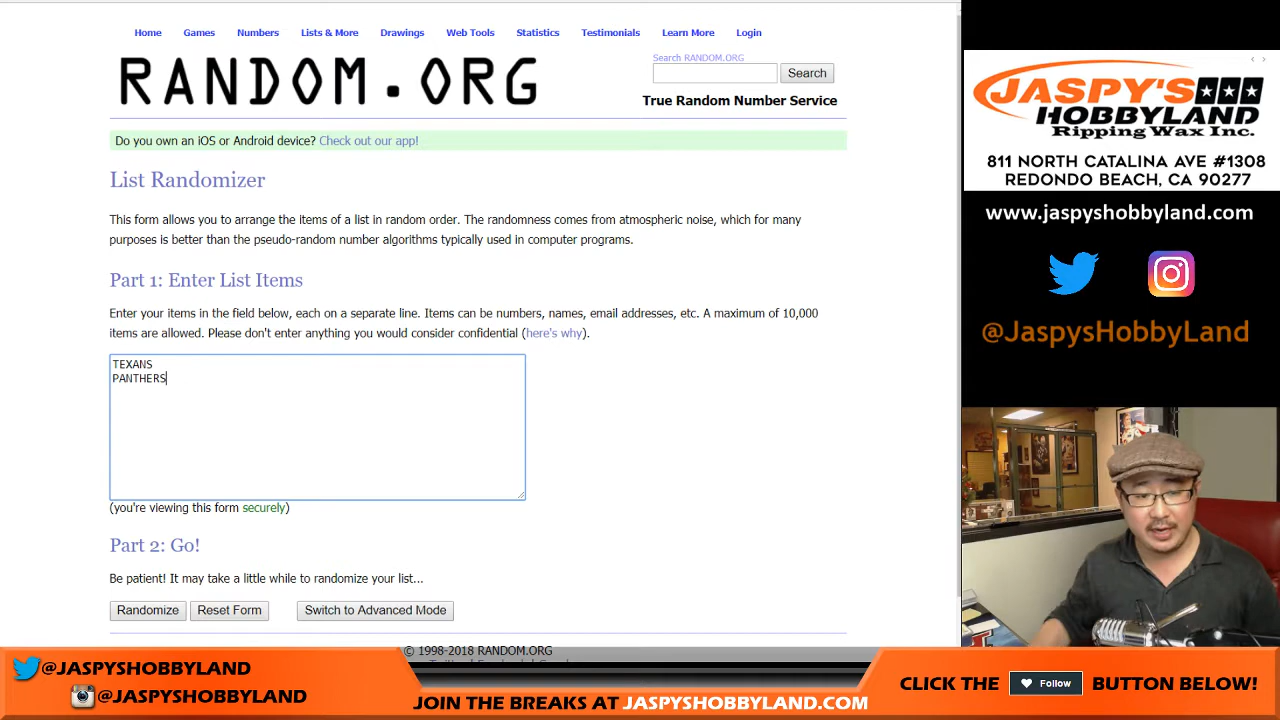 Home Games Numbers Lists & More Drawings Web Tools Statistics Testimonials Learn More Login
RANDOM.ORG
Search RANDOM.ORG
Search
True Random Number Service
Do you own an iOS or Android device? Check out our app!
List Randomizer
This form allows you to arrange the items of a list in random order. The randomness comes from atmospheric noise, which for many
purposes is better than the pseudo-random number algorithms typically used in computer programs.
Part 1: Enter List Items
Enter your items in the field below, each on a separate line. Items can be numbers, names, email addresses, etc. A maximum of 10,000
items are allowed. Please don't enter anything you would consider confidential (here's why).
TEXANS
PANTHERS
(you're viewing this form securely)
Part 2: Go!
Be patient! It may take a little while to randomize your list...
Randomize Reset Form Switch to Advanced Mode
© 1998-2018 RANDOM.ORG
JASPY'S
HOBBYLAND
Ripping Wax Inc.
811 NORTH CATALINA AVE #1308
REDONDO BEACH, CA 90277
www.jaspyshobbyland.com
@JaspysHobbyLand
@JASPYSHOBBYLAND
@JASPYSHOBBYLAND
JOIN THE BREAKS AT JASPYSHOBBYLAND.COM
CLICK THE Follow BUTTON BELOW!